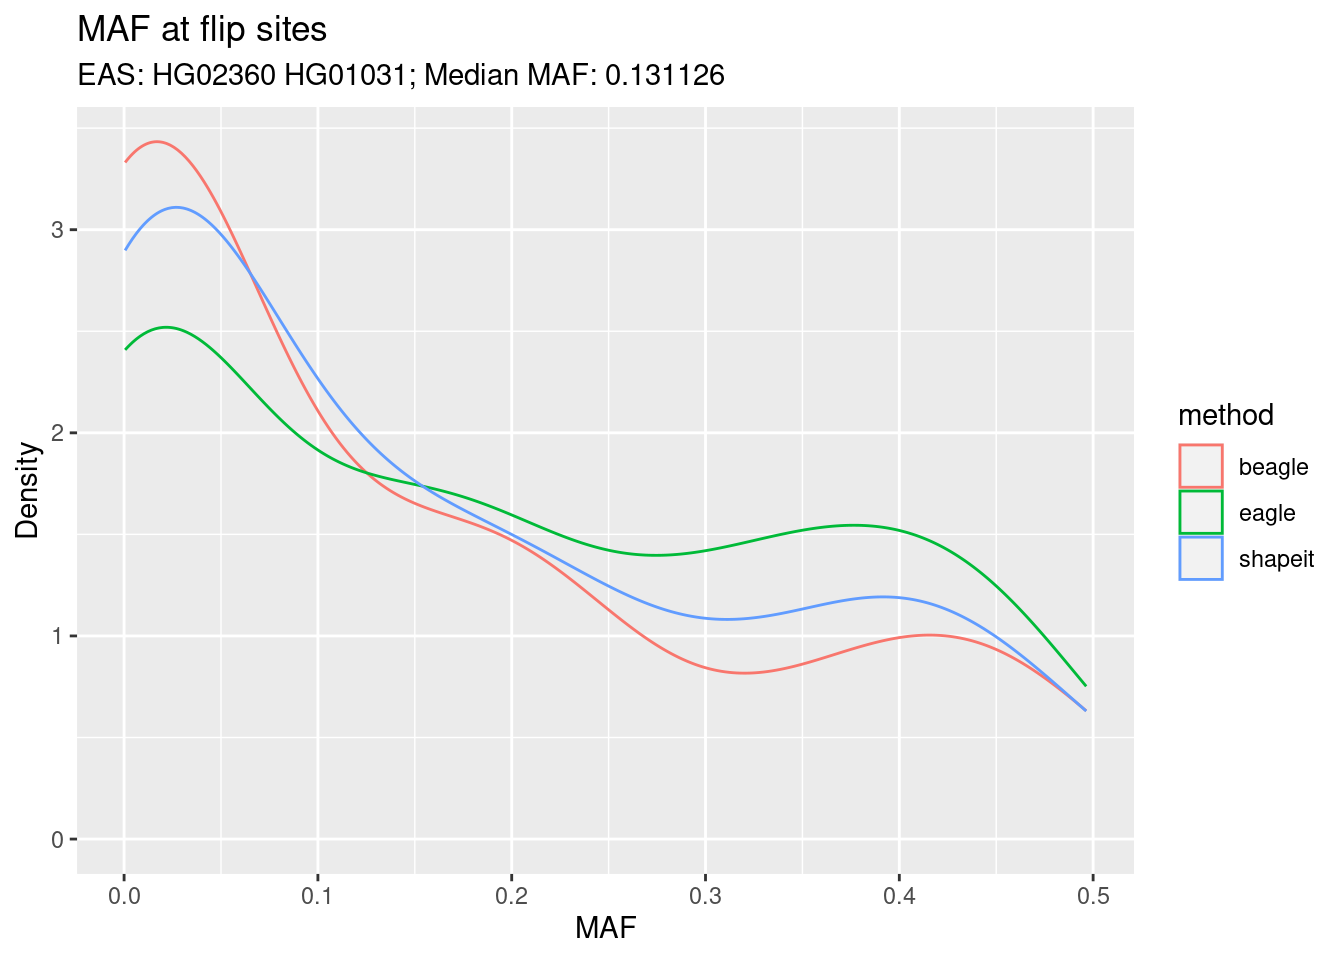 MAF at flip sites
EAS: HG02360 HG01031; Median MAF: 0.131126
Density
3
2
1
0
0.0
0.1
0.2
0.3
0.4
0.5
MAF
method
beagle
eagle
shapeit